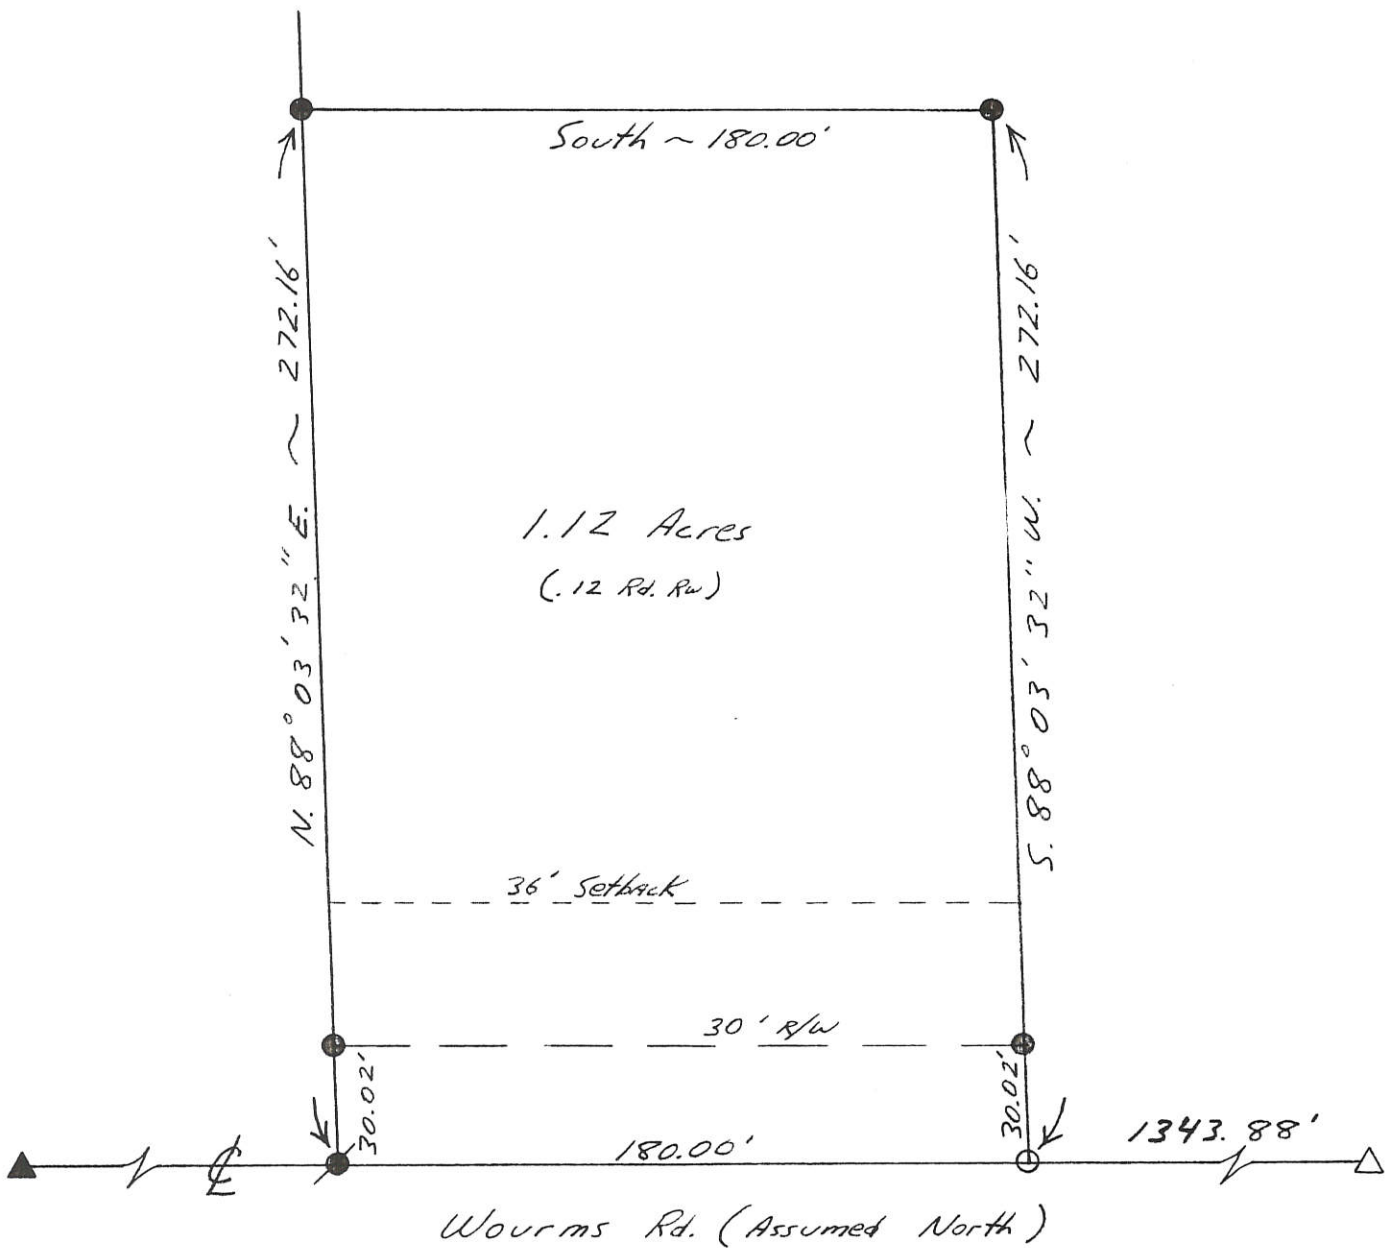 South ~ 180.00'
N. 88° 03' 32" E. ~ 272.16'
S. 88° 03' 32" W. ~ 272.16'
1.12 Acres
(.12 Rd. Rw)
36' Setback
30' R/W
30.02'
30.02'
180.00'
1343.88'
℄
Wourms Rd. (Assumed North)